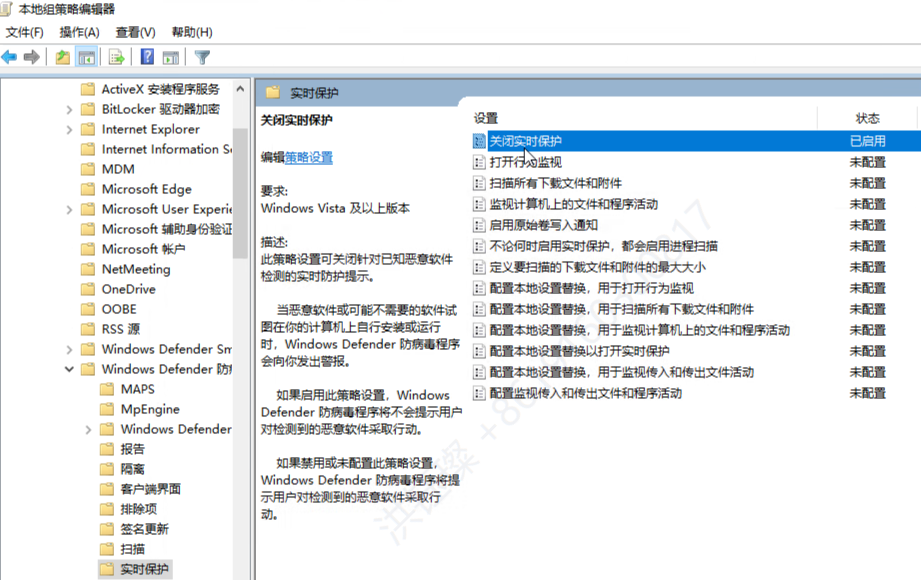 本地组策略编辑器
文件(F) 操作(A) 查看(V) 帮助(H)
ActiveX 安装程序服务
BitLocker 驱动器加密
Internet Explorer
Internet Information Se
MDM
Microsoft Edge
Microsoft User Experie
Microsoft 辅助身份验证
Microsoft 帐户
NetMeeting
OneDrive
OOBE
RSS 源
Windows Defender Sm
Windows Defender 防病
MAPS
MpEngine
Windows Defender
报告
隔离
客户端界面
排除项
签名更新
扫描
实时保护
实时保护
关闭实时保护
编辑策略设置
要求:
Windows Vista 及以上版本
描述:
此策略设置可关闭针对已知恶意软件
检测的实时防护提示。
当恶意软件或可能不需要的软件试
图在你的计算机上自行安装或运行
时，Windows Defender 防病毒程序
会向你发出警报。
如果启用此策略设置，Windows
Defender 防病毒程序将不会提示用户
对检测到的恶意软件采取行动。
如果禁用或未配置此策略设置，
Windows Defender 防病毒程序将提
示用户对检测到的恶意软件采取行
动。
设置 状态
关闭实时保护 已启用
打开行为监视 未配置
扫描所有下载文件和附件 未配置
监视计算机上的文件和程序活动 未配置
启用原始卷写入通知 未配置
不论何时启用实时保护，都会启用进程扫描 未配置
定义要扫描的下载文件和附件的最大大小 未配置
配置本地设置替换，用于打开行为监视 未配置
配置本地设置替换，用于扫描所有下载文件和附件 未配置
配置本地设置替换，用于监视计算机上的文件和程序活动 未配置
配置本地设置替换以打开实时保护 未配置
配置本地设置替换，用于监视传入和传出文件活动 未配置
配置监视传入和传出文件和程序活动 未配置